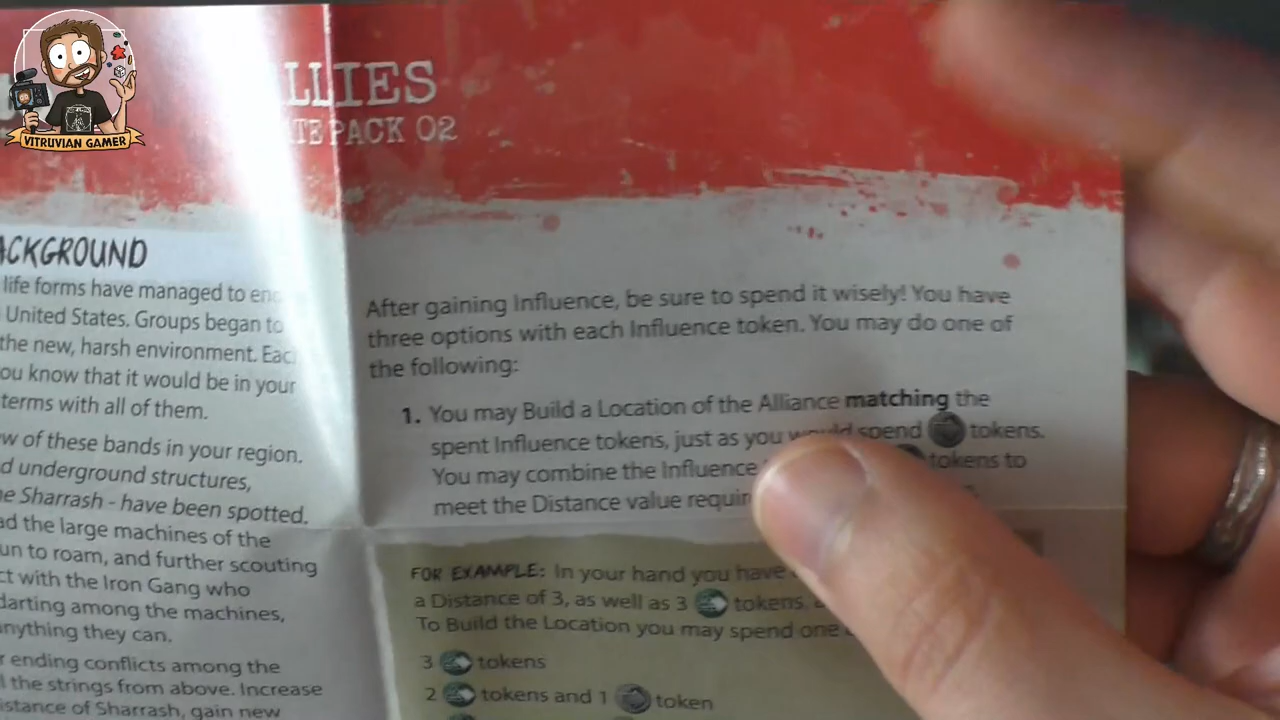 VITRUVIAN GAMER
LLIES
TE PACK 02
ACKGROUND
life forms have managed to en
United States. Groups began to
the new, harsh environment. Eac
ou know that it would be in your
terms with all of them.
w of these bands in your region.
d underground structures,
e Sharrash - have been spotted.
ad the large machines of the
un to roam, and further scouting
ct with the Iron Gang who
darting among the machines,
anything they can.
r ending conflicts among the
l the strings from above. Increase
istance of Sharrash, gain new
After gaining Influence, be sure to spend it wisely! You have
three options with each Influence token. You may do one of
the following:
1. You may Build a Location of the Alliance matching the
spent Influence tokens, just as you would spend tokens.
You may combine the Influence tokens to
meet the Distance value requir
FOR EXAMPLE: In your hand you have
a Distance of 3, as well as 3 tokens,
To Build the Location you may spend one
3 tokens
2 tokens and 1 token